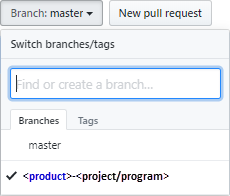 Branch: master New pull request
Switch branches/tags
Find or create a branch...
Branches Tags
master
<product>-<project/program>